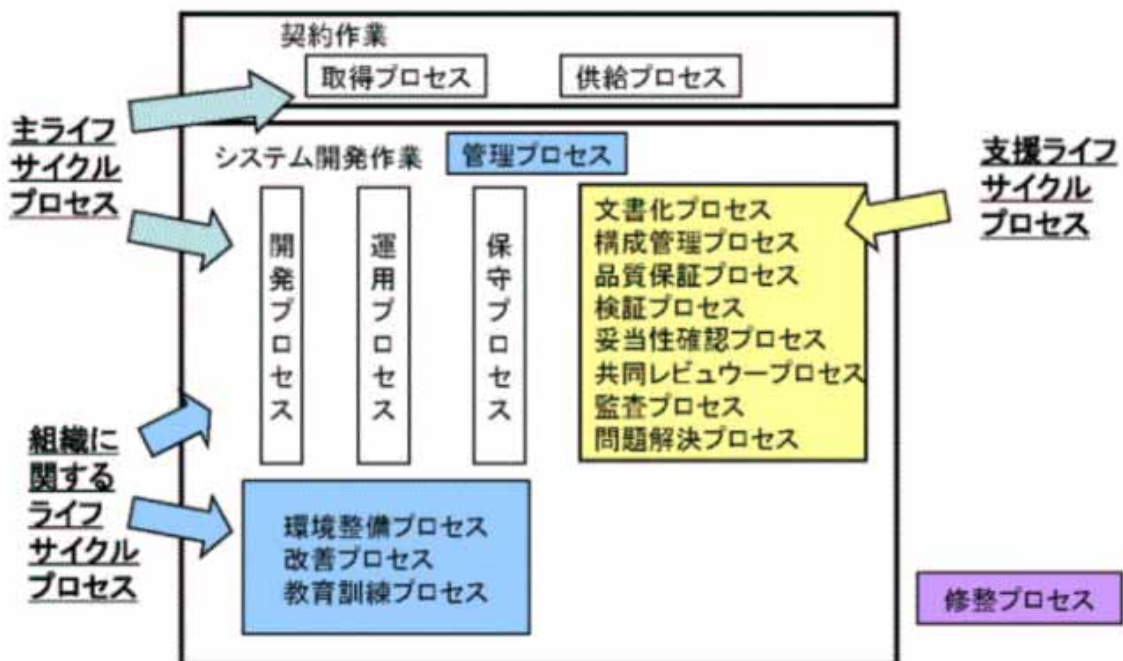 契約作業
取得プロセス
供給プロセス
主ライフ
サイクル
プロセス
システム開発作業
管理プロセス
開発プロセス
運用プロセス
保守プロセス
文書化プロセス
構成管理プロセス
品質保証プロセス
検証プロセス
妥当性確認プロセス
共同レビュウープロセス
監査プロセス
問題解決プロセス
支援ライフ
サイクル
プロセス
組織に
関する
ライフ
サイクル
プロセス
環境整備プロセス
改善プロセス
教育訓練プロセス
修整プロセス